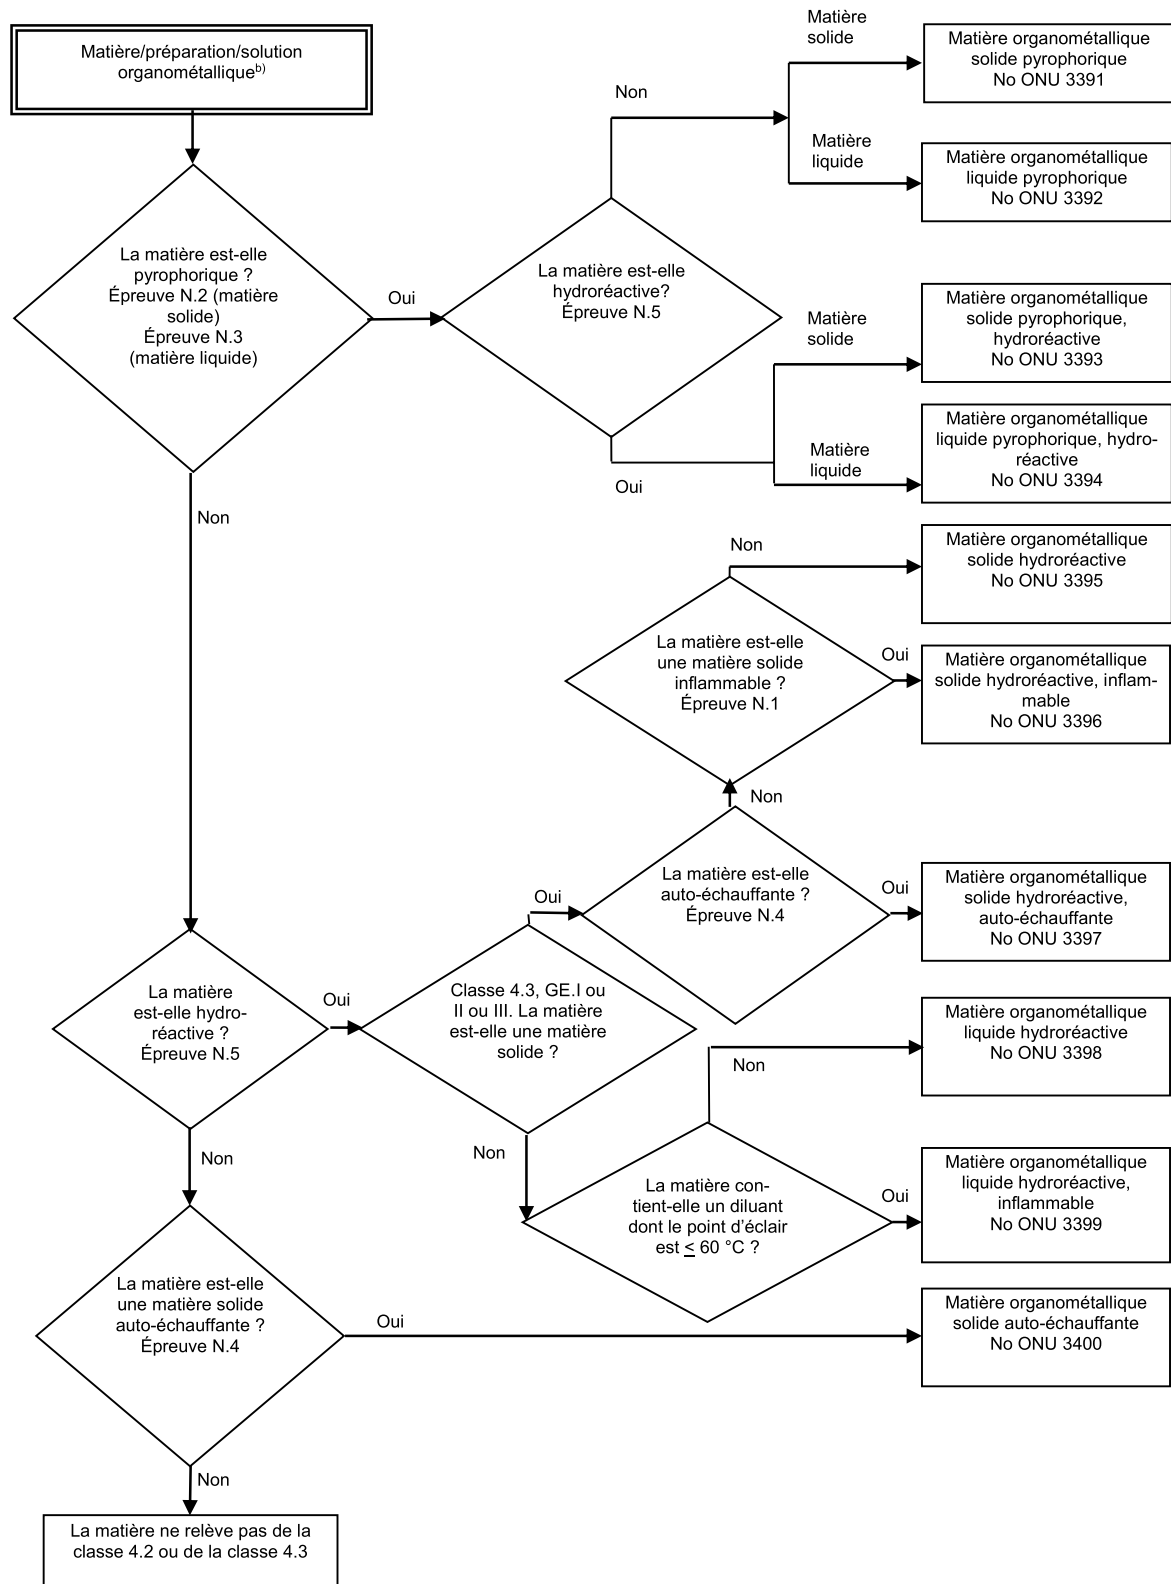 Matière/préparation/solution
organométallique b)
La matière est-elle
pyrophorique ?
Épreuve N.2 (matière
solide)
Épreuve N.3
(matière liquide)
Oui
Non
La matière est-elle
hydroréactive?
Épreuve N.5
Non
Matière
solide
Matière organométallique
solide pyrophorique
No ONU 3391
Matière
liquide
Matière organométallique
liquide pyrophorique
No ONU 3392
Oui
Matière
solide
Matière organométallique
solide pyrophorique,
hydroréactive
No ONU 3393
Matière
liquide
Matière organométallique
liquide pyrophorique, hydro-
réactive
No ONU 3394
Non
Matière organométallique
solide hydroréactive
No ONU 3395
La matière est-elle
une matière solide
inflammable ?
Épreuve N.1
Oui
Matière organométallique
solide hydroréactive, inflam-
mable
No ONU 3396
Non
La matière est-elle
auto-échauffante ?
Épreuve N.4
Oui
Matière organométallique
solide hydroréactive,
auto-échauffante
No ONU 3397
Oui
La matière
est-elle hydro-
réactive ?
Épreuve N.5
Oui
Classe 4.3, GE.I ou
II ou III. La matière
est-elle une matière
solide ?
Non
Matière organométallique
liquide hydroréactive
No ONU 3398
Non
Non
La matière con-
tient-elle un diluant
dont le point d'éclair
est ≤ 60 °C ?
Oui
Matière organométallique
liquide hydroréactive,
inflammable
No ONU 3399
La matière est-elle
une matière solide
auto-échauffante ?
Épreuve N.4
Oui
Matière organométallique
solide auto-échauffante
No ONU 3400
Non
La matière ne relève pas de la
classe 4.2 ou de la classe 4.3